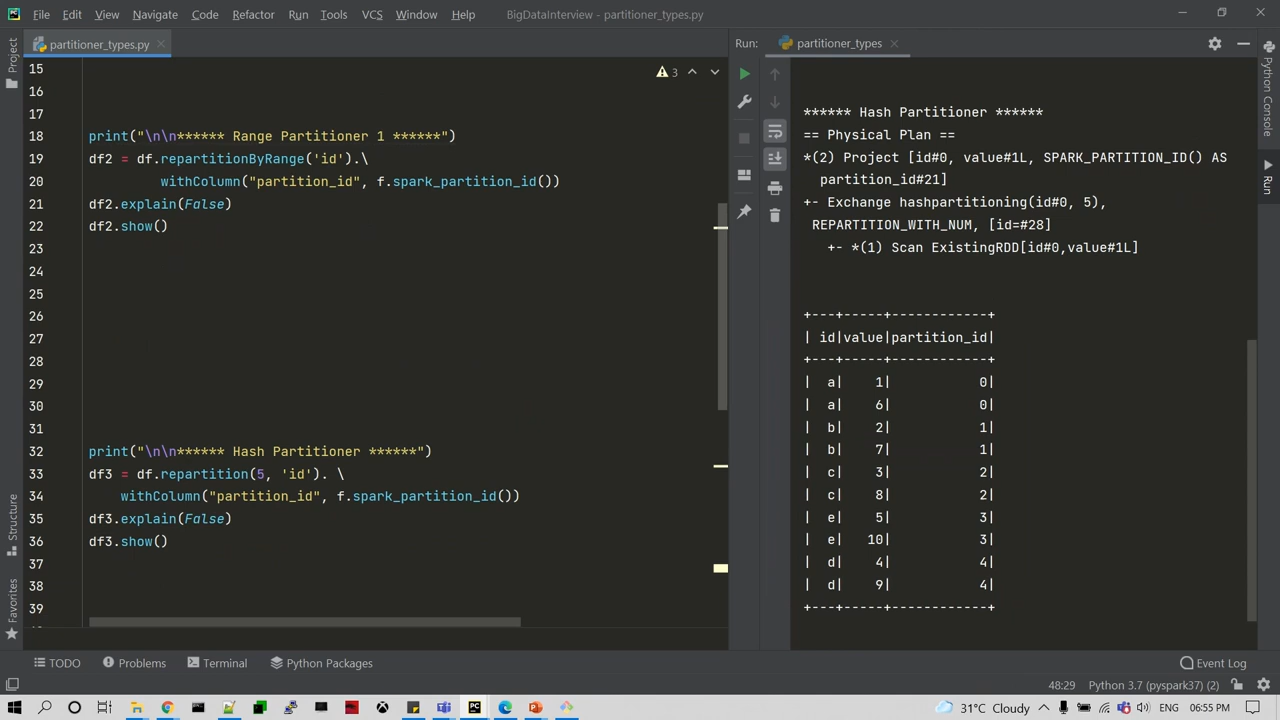 File Edit View Navigate Code Refactor Run Tools VCS Window Help BigDataInterview - partitioner_types.py
partitioner_types.py
Run: partitioner_types
Project
Structure
Favorites
3
15
16
17
18 print("\n\n****** Range Partitioner 1 ******")
19 df2 = df.repartitionByRange('id').\
20 withColumn("partition_id", f.spark_partition_id())
21 df2.explain(False)
22 df2.show()
23
24
25
26
27
28
29
30
31
32 print("\n\n****** Hash Partitioner ******")
33 df3 = df.repartition(5, 'id'). \
34 withColumn("partition_id", f.spark_partition_id())
35 df3.explain(False)
36 df3.show()
37
38
39
****** Hash Partitioner ******
== Physical Plan ==
*(2) Project [id#0, value#1L, SPARK_PARTITION_ID() AS
partition_id#21]
+- Exchange hashpartitioning(id#0, 5),
REPARTITION_WITH_NUM, [id=#28]
+- *(1) Scan ExistingRDD[id#0,value#1L]
+---+-----+------------+
| id|value|partition_id|
+---+-----+------------+
| a| 1| 0|
| a| 6| 0|
| b| 2| 1|
| b| 7| 1|
| c| 3| 2|
| c| 8| 2|
| e| 5| 3|
| e| 10| 3|
| d| 4| 4|
| d| 9| 4|
+---+-----+------------+
Python Console
Run
TODO Problems Terminal Python Packages Event Log
48:29 Python 3.7 (pyspark37) (2)
31°C Cloudy 06:55 PM